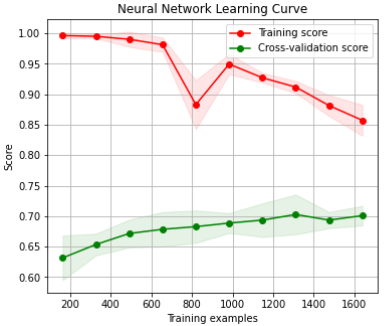 Neural Network Learning Curve
Training score
Cross-validation score
Score
1.00
0.95
0.90
0.85
0.80
0.75
0.70
0.65
0.60
200 400 600 800 1000 1200 1400 1600
Training examples